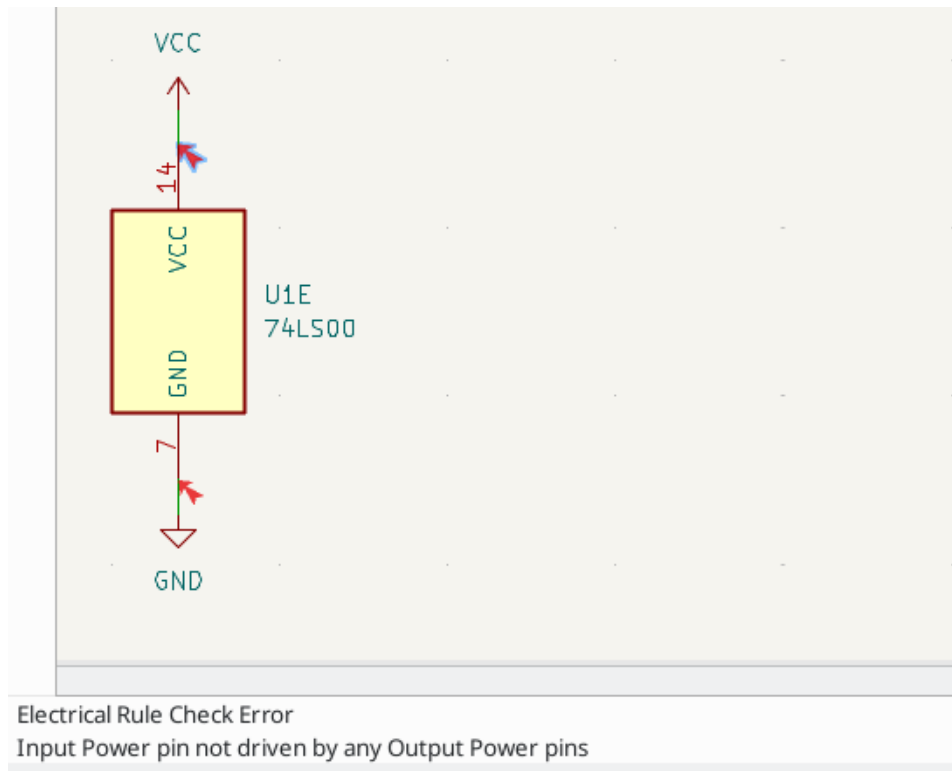 VCC
14
VCC
U1E
74LS00
GND
7
GND
Electrical Rule Check Error
Input Power pin not driven by any Output Power pins